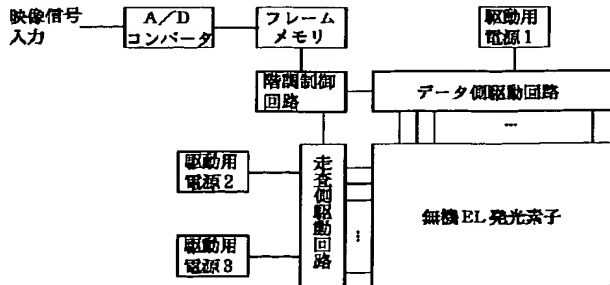 映像信号
入力
A/D
コンバータ
フレーム
メモリ
駆動用
電源1
階調制御
回路
データ側駆動回路
...
駆動用
電源2
走査側駆動回路
...
無機EL発光素子
駆動用
電源3